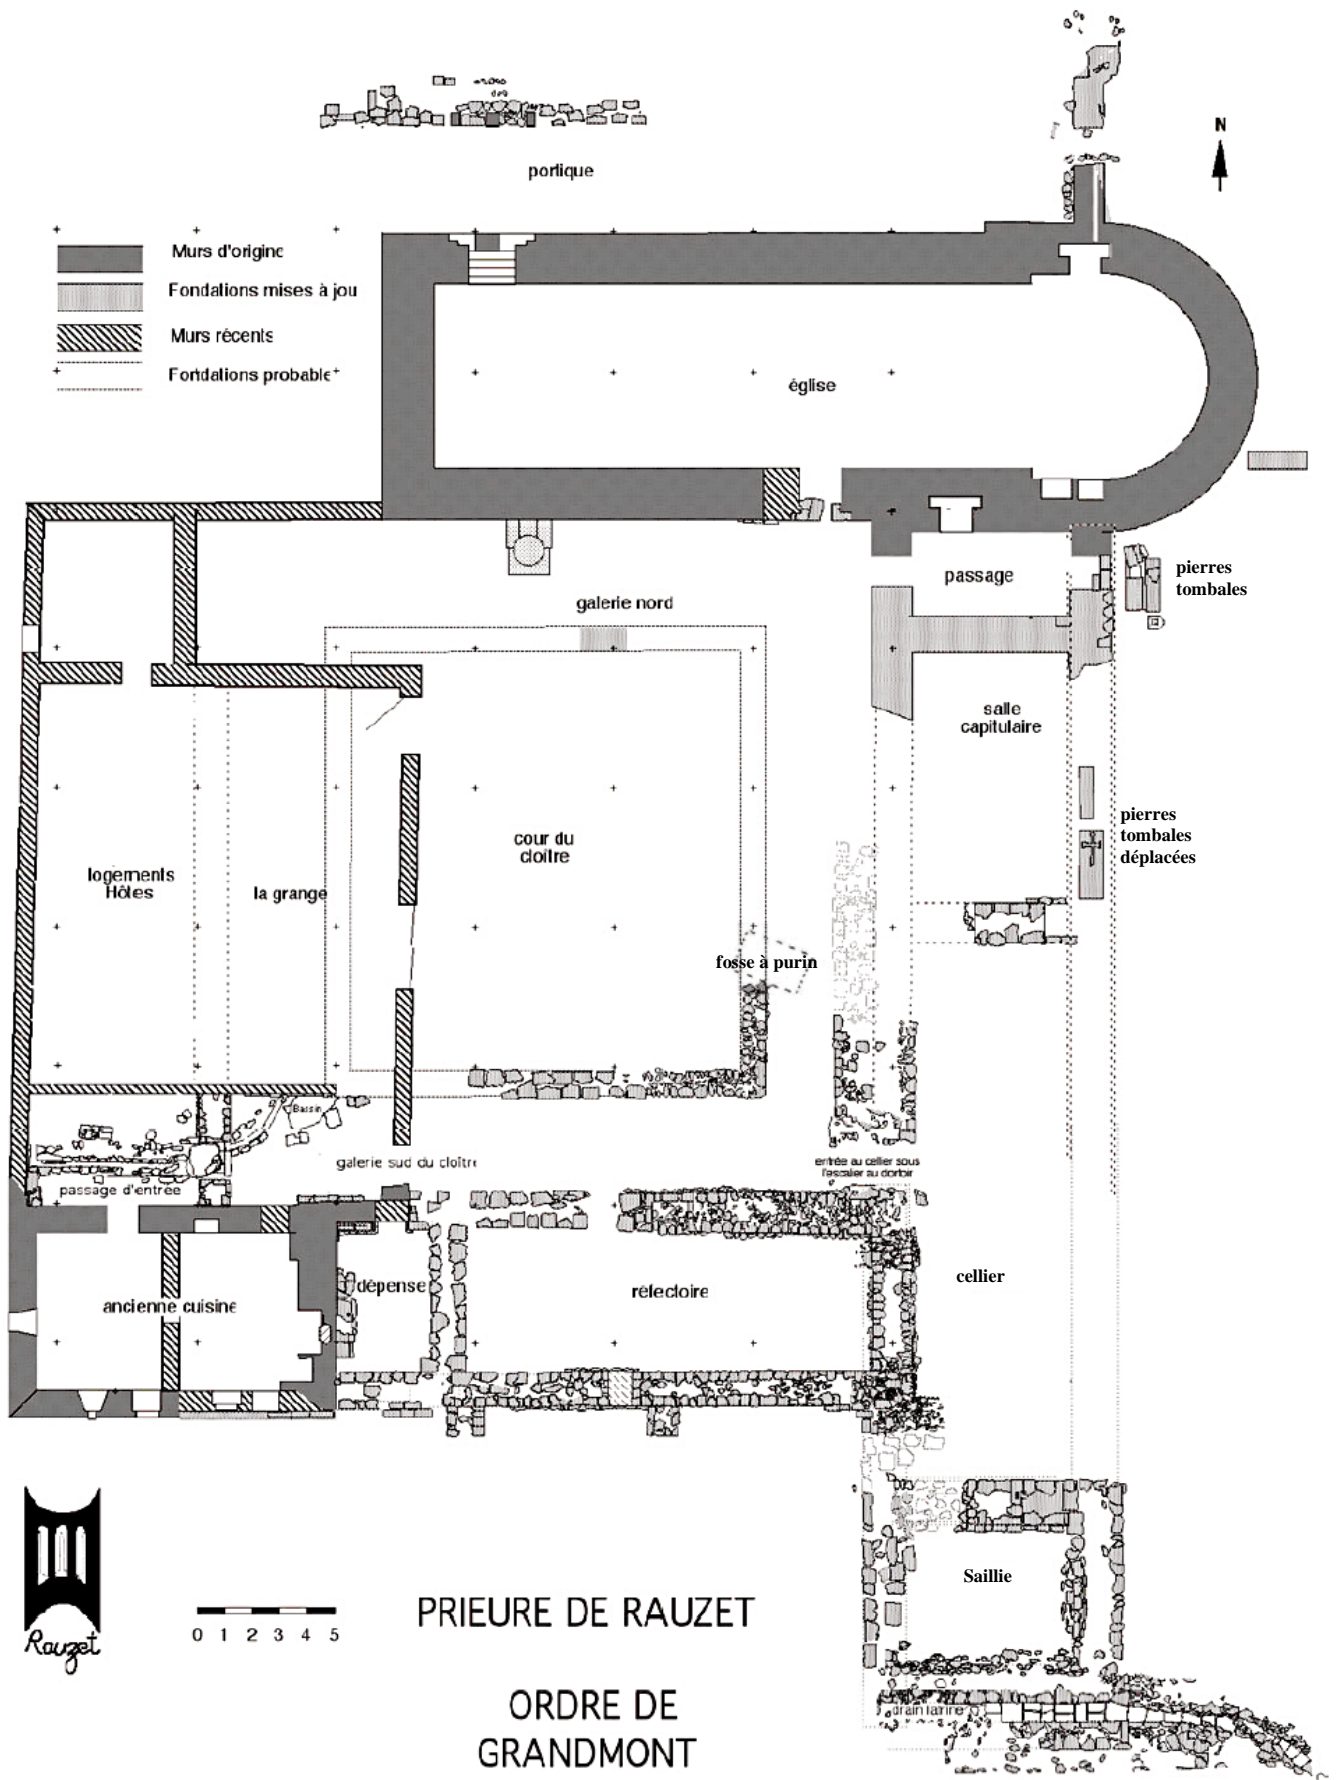 N
portique
Murs d'origine
Fondations mises à jou
Murs récents
Fondations probable
église
passage
pierres
tombales
galerie nord
salle
capitulaire
cour du
cloître
pierres
tombales
déplacées
logements
Hôtes
la grange
fosse à purin
Bassin
galerie sud du cloître
entrée au cellier sous
l'escalier au dortoir
passage d'entrée
ancienne cuisine
dépense
réfectoire
cellier
Saillie
drain latrine
Rauzet
0 1 2 3 4 5
PRIEURE DE RAUZET
ORDRE DE
GRANDMONT